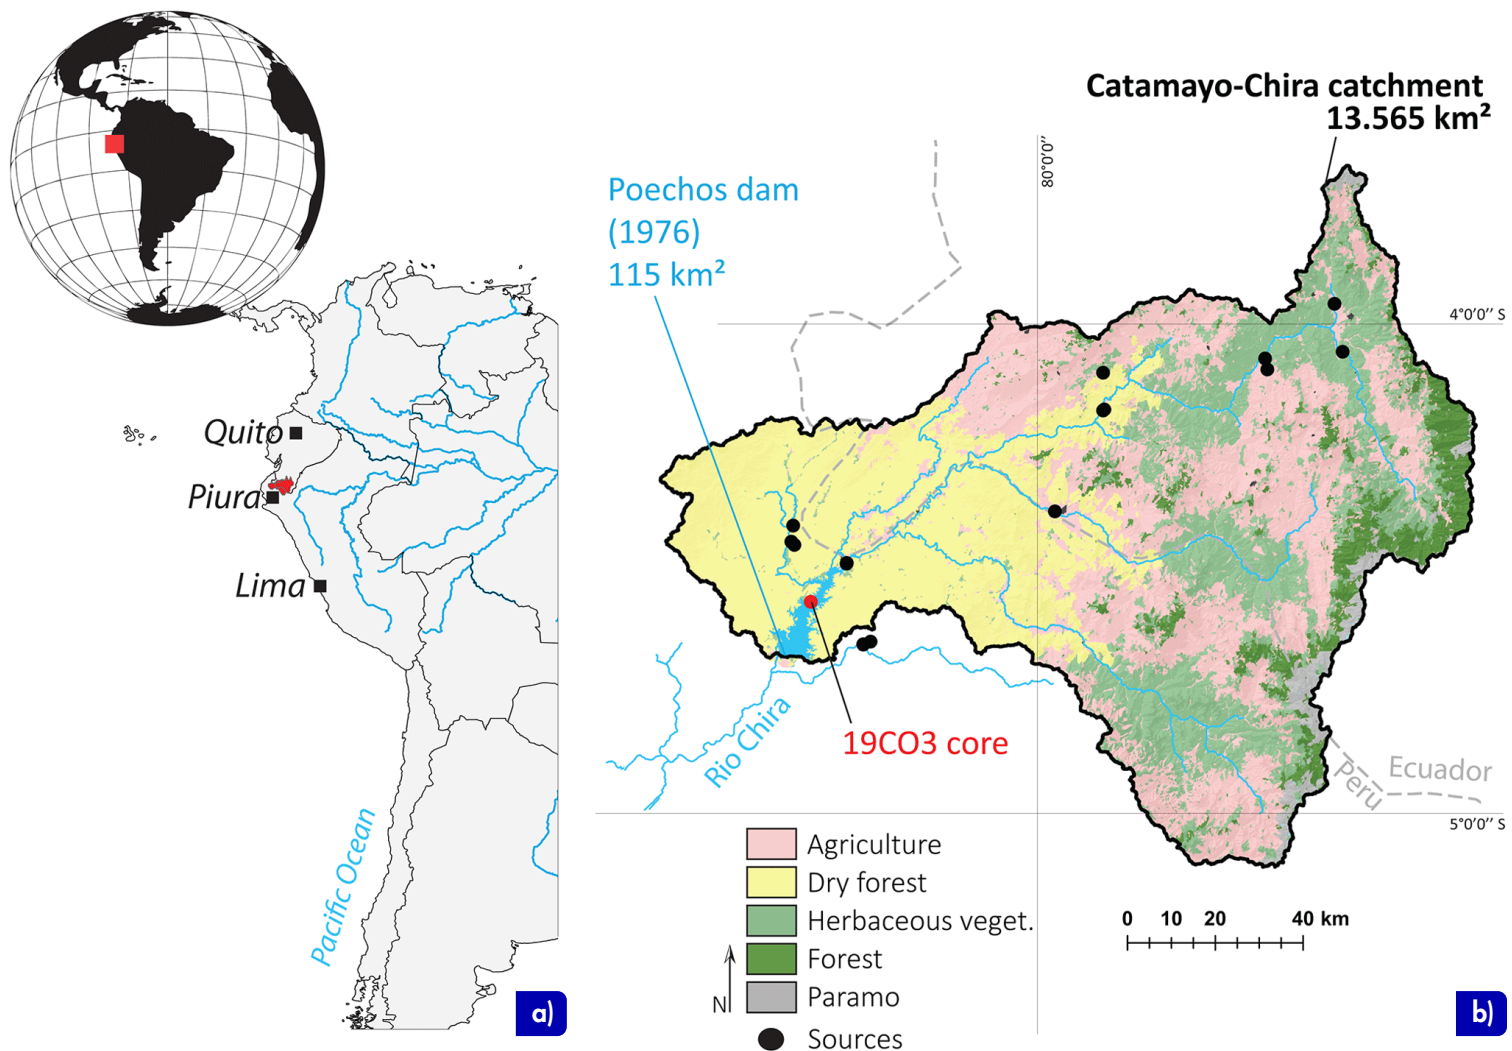 Quito
Piura
Lima
Pacific Ocean
a)
Catamayo-Chira catchment
13.565 km²
80°0'0''
Poechos dam
(1976)
115 km²
4°0'0'' S
19CO3 core
Rio Chira
Ecuador
Peru
5°0'0'' S
Agriculture
Dry forest
Herbaceous veget.
Forest
Paramo
Sources
N
0 10 20 40 km
b)